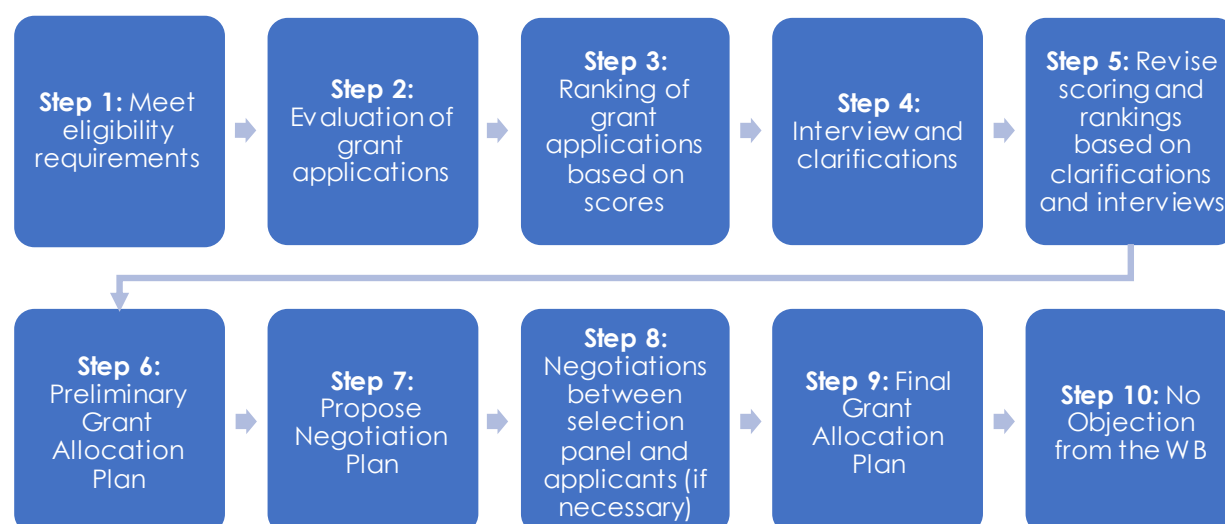 Step 1: Meet
eligibility
requirements
Step 2:
Evaluation of
grant
applications
Step 3:
Ranking of
grant
applications
based on
scores
Step 4:
Interview and
clarifications
Step 5: Revise
scoring and
rankings
based on
clarifications
and interviews
Step 6:
Preliminary
Grant
Allocation
Plan
Step 7:
Propose
Negotiation
Plan
Step 8:
Negotiations
between
selection
panel and
applicants (if
necessary)
Step 9: Final
Grant
Allocation
Plan
Step 10: No
Objection
from the WB